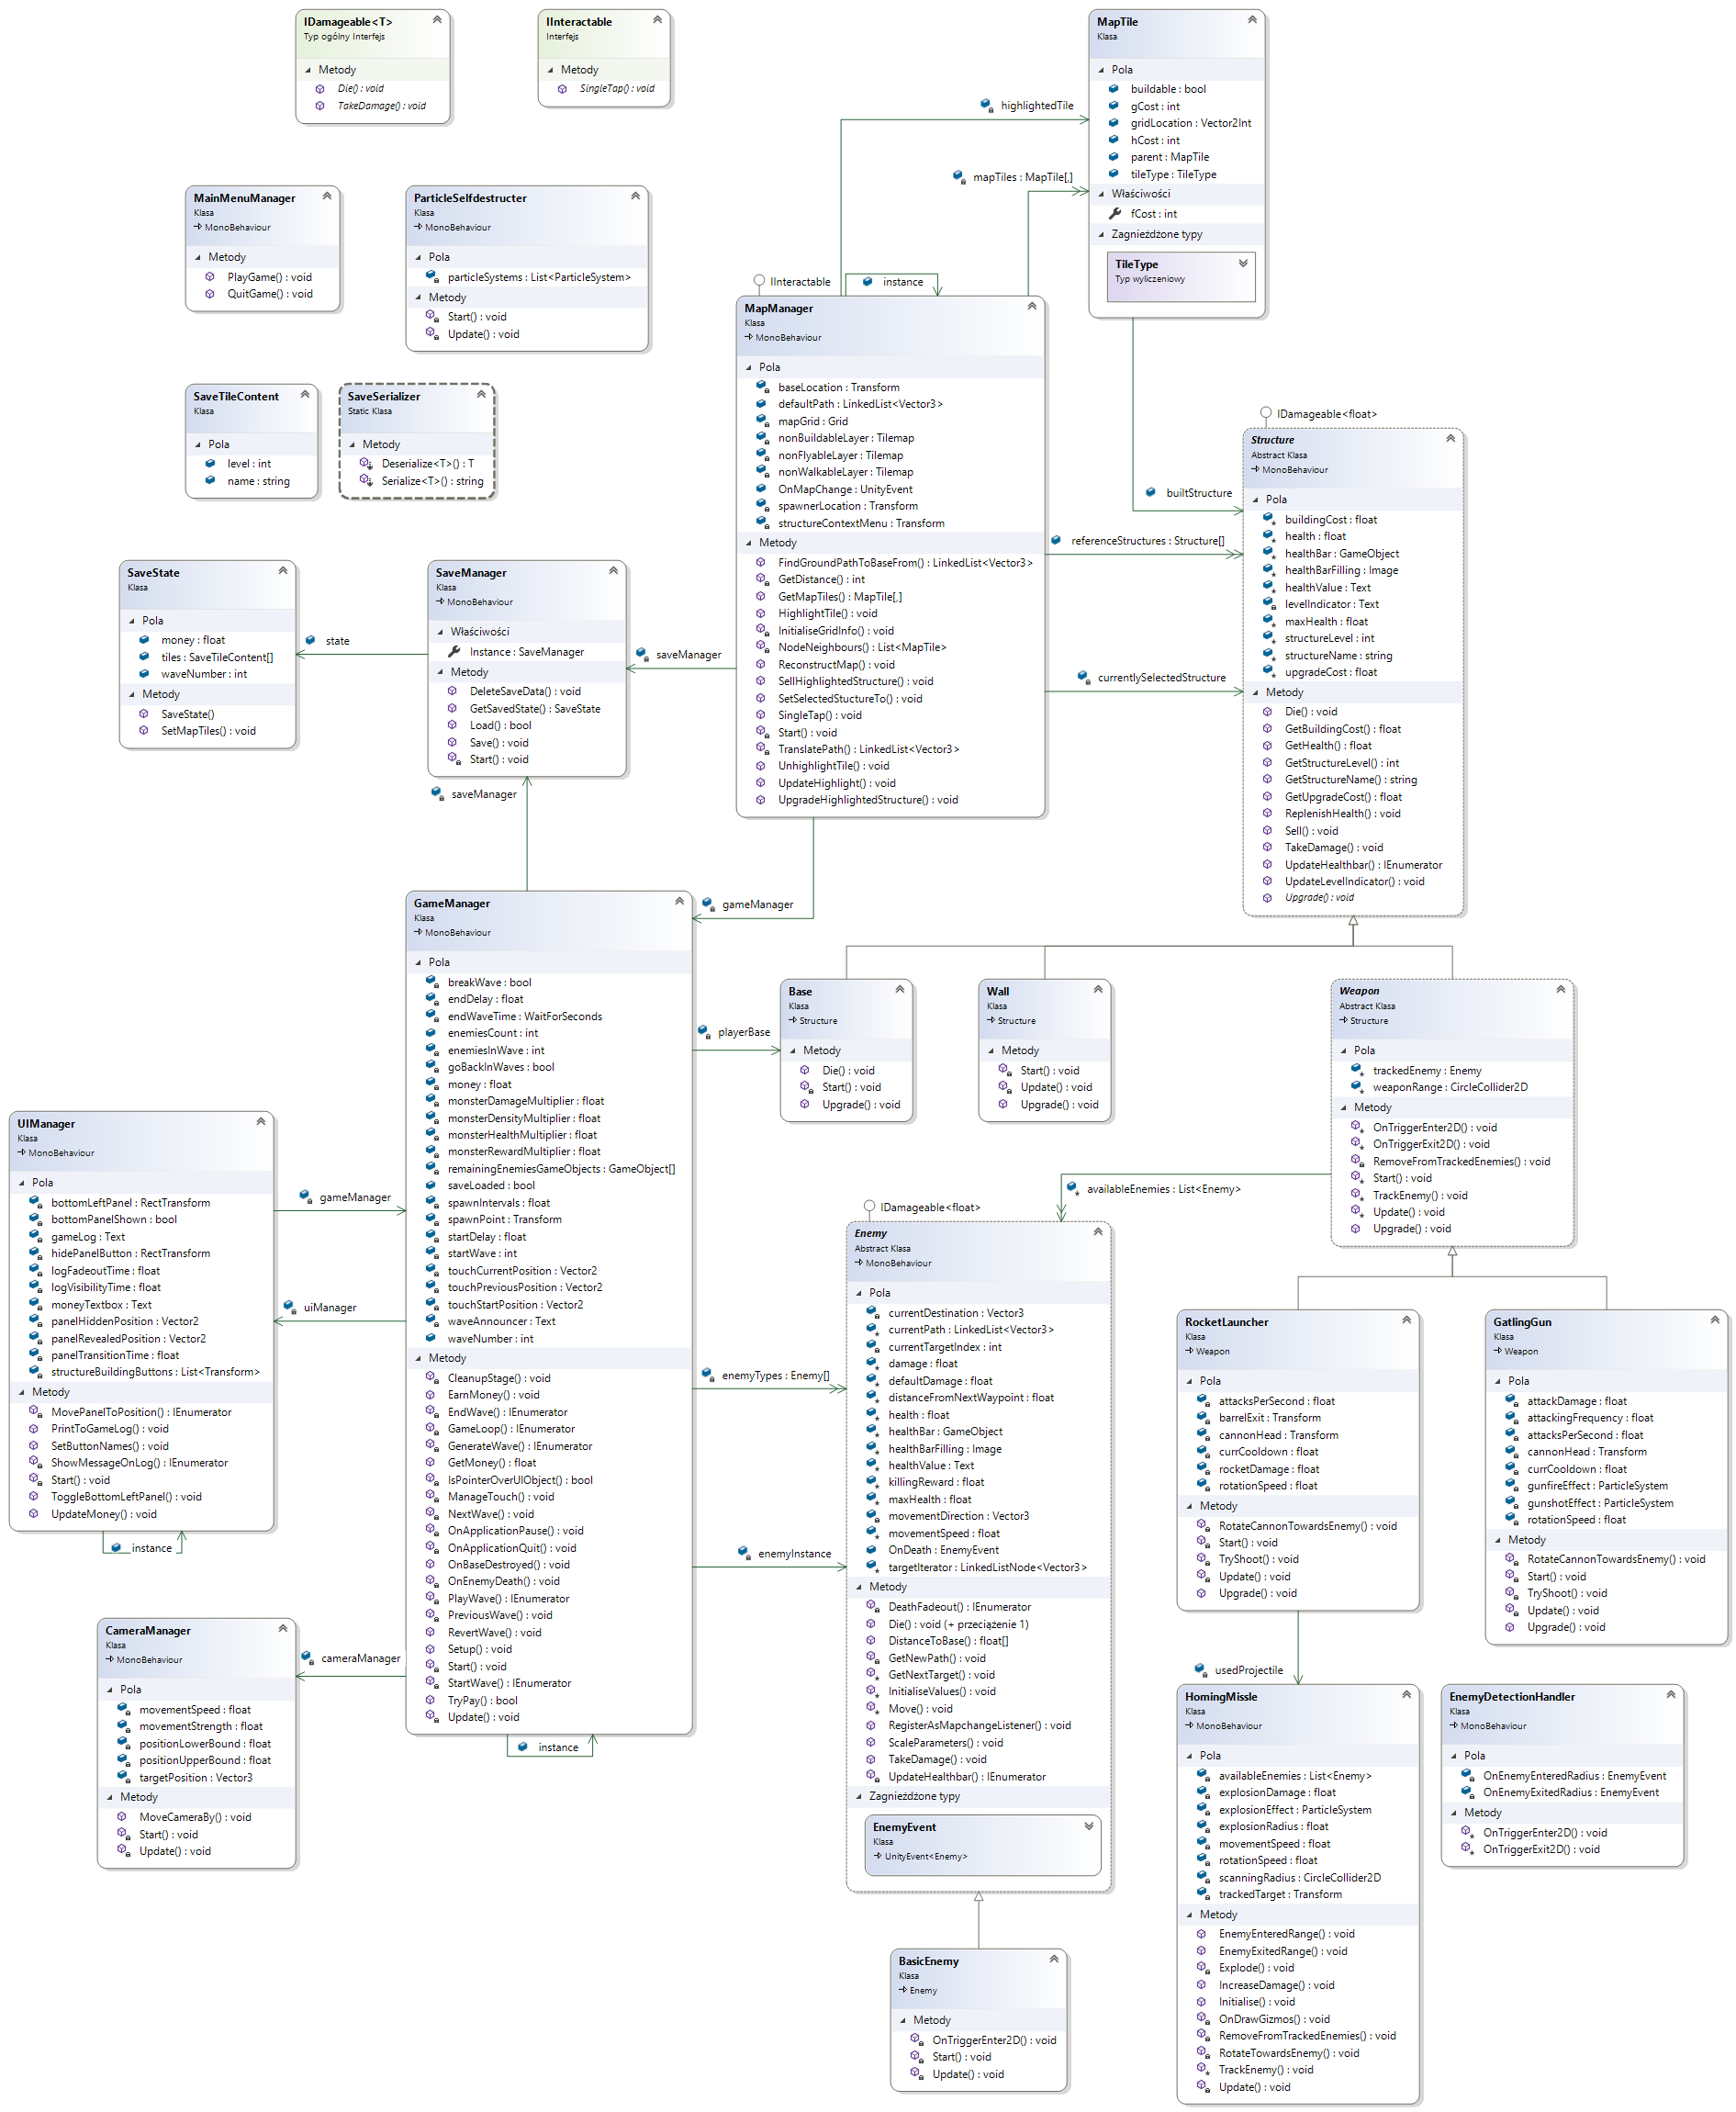 IDamageable<T>
Typ ogólny Interfejs
Metody
Die() : void
TakeDamage() : void
IInteractable
Interfejs
Metody
SingleTap() : void
MapTile
Klasa
Pola
buildable : bool
gCost : int
gridLocation : Vector2Int
hCost : int
parent : MapTile
tileType : TileType
Właściwości
fCost : int
Zagnieżdżone typy
TileType
Typ wyliczeniowy
highlightedTile
mapTiles : MapTile[,]
MainMenuManager
Klasa
MonoBehaviour
Metody
PlayGame() : void
QuitGame() : void
ParticleSelfdestructer
Klasa
MonoBehaviour
Pola
particleSystems : List<ParticleSystem>
Metody
Start() : void
Update() : void
IInteractable
instance
MapManager
Klasa
MonoBehaviour
Pola
baseLocation : Transform
defaultPath : LinkedList<Vector3>
mapGrid : Grid
nonBuildableLayer : Tilemap
nonFlyableLayer : Tilemap
nonWalkableLayer : Tilemap
OnMapChange : UnityEvent
spawnerLocation : Transform
structureContextMenu : Transform
Metody
FindGroundPathToBaseFrom() : LinkedList<Vector3>
GetDistance() : int
GetMapTiles() : MapTile[,]
HighlightTile() : void
InitialiseGridInfo() : void
NodeNeighbours() : List<MapTile>
ReconstructMap() : void
SellHighlightedStructure() : void
SetSelectedStuctureTo() : void
SingleTap() : void
Start() : void
TranslatePath() : LinkedList<Vector3>
UnhighlightTile() : void
UpdateHighlight() : void
UpgradeHighlightedStructure() : void
SaveTileContent
Klasa
Pola
level : int
name : string
SaveSerializer
Static Klasa
Metody
Deserialize<T>() : T
Serialize<T>() : string
builtStructure
referenceStructures : Structure[]
currentlySelectedStructure
IDamageable<float>
Structure
Abstract Klasa
MonoBehaviour
Pola
buildingCost : float
health : float
healthBar : GameObject
healthBarFilling : Image
healthValue : Text
levelIndicator : Text
maxHealth : float
structureLevel : int
structureName : string
upgradeCost : float
Metody
Die() : void
GetBuildingCost() : float
GetHealth() : float
GetStructureLevel() : int
GetStructureName() : string
GetUpgradeCost() : float
ReplenishHealth() : void
Sell() : void
TakeDamage() : void
UpdateHealthbar() : IEnumerator
UpdateLevelIndicator() : void
Upgrade() : void
SaveState
Klasa
Pola
money : float
tiles : SaveTileContent[]
waveNumber : int
Metody
SaveState()
SetMapTiles() : void
state
SaveManager
Klasa
MonoBehaviour
Właściwości
Instance : SaveManager
Metody
DeleteSaveData() : void
GetSavedState() : SaveState
Load() : bool
Save() : void
Start() : void
saveManager
saveManager
gameManager
GameManager
Klasa
MonoBehaviour
Pola
breakWave : bool
endDelay : float
endWaveTime : WaitForSeconds
enemiesCount : int
enemiesInWave : int
goBackInWaves : bool
money : float
monsterDamageMultiplier : float
monsterDensityMultiplier : float
monsterHealthMultiplier : float
monsterRewardMultiplier : float
remainingEnemiesGameObjects : GameObject[]
saveLoaded : bool
spawnIntervals : float
spawnPoint : Transform
startDelay : float
startWave : int
touchCurrentPosition : Vector2
touchPreviousPosition : Vector2
touchStartPosition : Vector2
waveAnnouncer : Text
waveNumber : int
Metody
CleanupStage() : void
EarnMoney() : void
EndWave() : IEnumerator
GameLoop() : IEnumerator
GenerateWave() : IEnumerator
GetMoney() : float
IsPointerOverUIObject() : bool
ManageTouch() : void
NextWave() : void
OnApplicationPause() : void
OnApplicationQuit() : void
OnBaseDestroyed() : void
OnEnemyDeath() : void
PlayWave() : IEnumerator
PreviousWave() : void
RevertWave() : void
Setup() : void
Start() : void
StartWave() : IEnumerator
TryPay() : bool
Update() : void
instance
playerBase
Base
Klasa
Structure
Metody
Die() : void
Start() : void
Upgrade() : void
Wall
Klasa
Structure
Metody
Start() : void
Update() : void
Upgrade() : void
Weapon
Abstract Klasa
Structure
Pola
trackedEnemy : Enemy
weaponRange : CircleCollider2D
Metody
OnTriggerEnter2D() : void
OnTriggerExit2D() : void
RemoveFromTrackedEnemies() : void
Start() : void
TrackEnemy() : void
Update() : void
Upgrade() : void
availableEnemies : List<Enemy>
UIManager
Klasa
MonoBehaviour
Pola
bottomLeftPanel : RectTransform
bottomPanelShown : bool
gameLog : Text
hidePanelButton : RectTransform
logFadeoutTime : float
logVisibilityTime : float
moneyTextbox : Text
panelHiddenPosition : Vector2
panelRevealedPosition : Vector2
panelTransitionTime : float
structureBuildingButtons : List<Transform>
Metody
MovePanelToPosition() : IEnumerator
PrintToGameLog() : void
SetButtonNames() : void
ShowMessageOnLog() : IEnumerator
Start() : void
ToggleBottomLeftPanel() : void
UpdateMoney() : void
instance
gameManager
uiManager
cameraManager
CameraManager
Klasa
MonoBehaviour
Pola
movementSpeed : float
movementStrength : float
positionLowerBound : float
positionUpperBound : float
targetPosition : Vector3
Metody
MoveCameraBy() : void
Start() : void
Update() : void
enemyTypes : Enemy[]
enemyInstance
IDamageable<float>
Enemy
Abstract Klasa
MonoBehaviour
Pola
currentDestination : Vector3
currentPath : LinkedList<Vector3>
currentTargetIndex : int
damage : float
defaultDamage : float
distanceFromNextWaypoint : float
health : float
healthBar : GameObject
healthBarFilling : Image
healthValue : Text
killingReward : float
maxHealth : float
movementDirection : Vector3
movementSpeed : float
OnDeath : EnemyEvent
targetIterator : LinkedListNode<Vector3>
Metody
DeathFadeout() : IEnumerator
Die() : void (+ przeciążenie 1)
DistanceToBase() : float[]
GetNewPath() : void
GetNextTarget() : void
InitialiseValues() : void
Move() : void
RegisterAsMapchangeListener() : void
ScaleParameters() : void
TakeDamage() : void
UpdateHealthbar() : IEnumerator
Zagnieżdżone typy
EnemyEvent
Klasa
UnityEvent<Enemy>
BasicEnemy
Klasa
Enemy
Metody
OnTriggerEnter2D() : void
Start() : void
Update() : void
RocketLauncher
Klasa
Weapon
Pola
attacksPerSecond : float
barrelExit : Transform
cannonHead : Transform
currCooldown : float
rocketDamage : float
rotationSpeed : float
Metody
RotateCannonTowardsEnemy() : void
Start() : void
TryShoot() : void
Update() : void
Upgrade() : void
GatlingGun
Klasa
Weapon
Pola
attackDamage : float
attackingFrequency : float
attacksPerSecond : float
cannonHead : Transform
currCooldown : float
gunfireEffect : ParticleSystem
gunshotEffect : ParticleSystem
rotationSpeed : float
Metody
RotateCannonTowardsEnemy() : void
Start() : void
TryShoot() : void
Update() : void
Upgrade() : void
usedProjectile
HomingMissle
Klasa
MonoBehaviour
Pola
availableEnemies : List<Enemy>
explosionDamage : float
explosionEffect : ParticleSystem
explosionRadius : float
movementSpeed : float
rotationSpeed : float
scanningRadius : CircleCollider2D
trackedTarget : Transform
Metody
EnemyEnteredRange() : void
EnemyExitedRange() : void
Explode() : void
IncreaseDamage() : void
Initialise() : void
OnDrawGizmos() : void
RemoveFromTrackedEnemies() : void
RotateTowardsEnemy() : void
TrackEnemy() : void
Update() : void
EnemyDetectionHandler
Klasa
MonoBehaviour
Pola
OnEnemyEnteredRadius : EnemyEvent
OnEnemyExitedRadius : EnemyEvent
Metody
OnTriggerEnter2D() : void
OnTriggerExit2D() : void